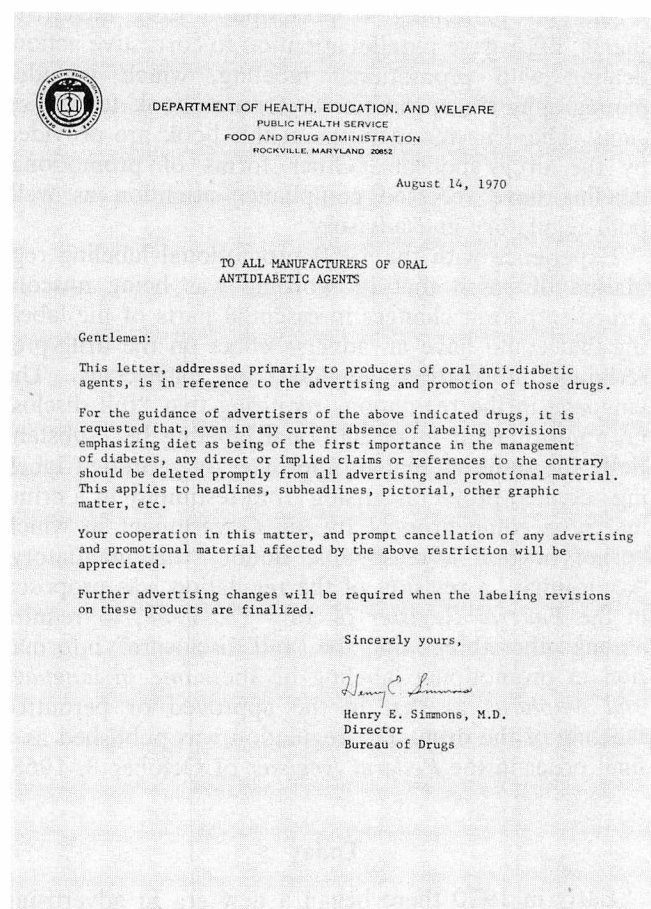 DEPARTMENT OF HEALTH, EDUCATION, AND WELFARE
PUBLIC HEALTH SERVICE
FOOD AND DRUG ADMINISTRATION
ROCKVILLE, MARYLAND 20852
August 14, 1970
TO ALL MANUFACTURERS OF ORAL
ANTIDIABETIC AGENTS
Gentlemen:
This letter, addressed primarily to producers of oral anti-diabetic
agents, is in reference to the advertising and promotion of those drugs.
For the guidance of advertisers of the above indicated drugs, it is
requested that, even in any current absence of labeling provisions
emphasizing diet as being of the first importance in the management
of diabetes, any direct or implied claims or references to the contrary
should be deleted promptly from all advertising and promotional material.
This applies to headlines, subheadlines, pictorial, other graphic
matter, etc.
Your cooperation in this matter, and prompt cancellation of any advertising
and promotional material affected by the above restriction will be
appreciated.
Further advertising changes will be required when the labeling revisions
on these products are finalized.
Sincerely yours,
Henry E. Simmons
Henry E. Simmons, M.D.
Director
Bureau of Drugs